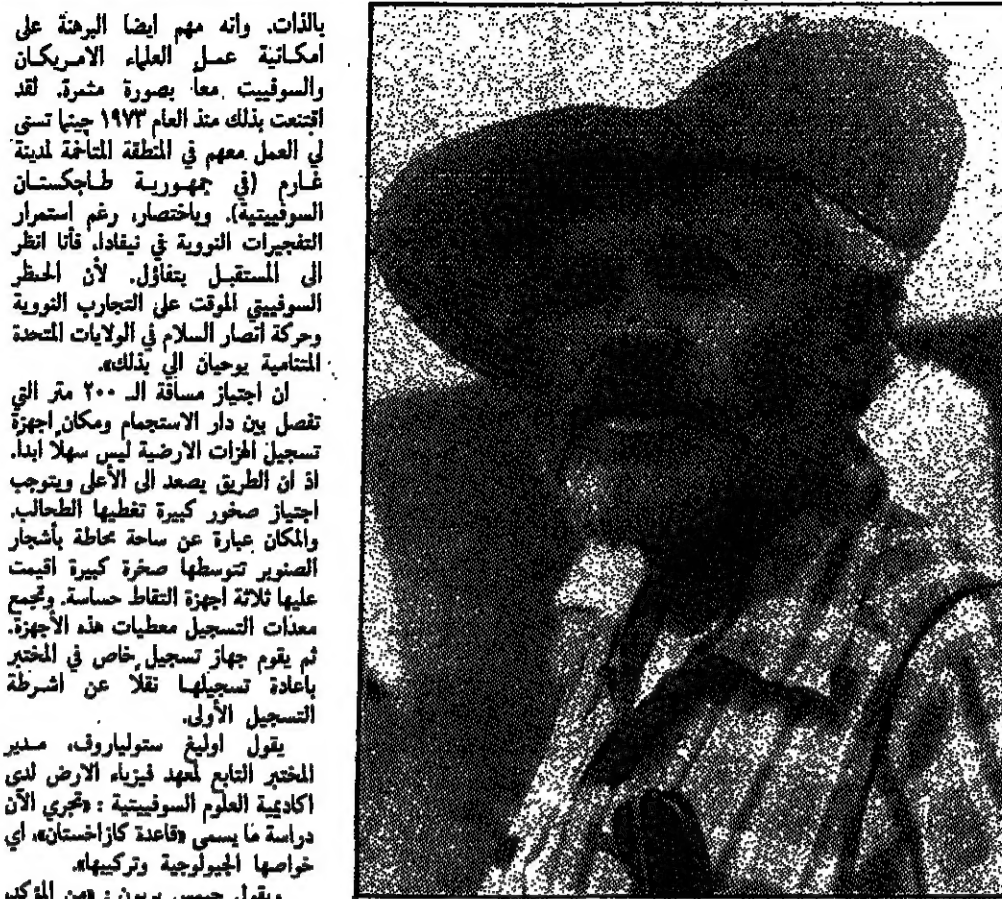 بالذات. وانه مهم ايضا البرهنة على
امكانية عمل العلماء الامريكان
والسوفييت معاً بصورة مثمرة. لقد
اقتنعت بذلك منذ العام ١٩٧٣ حينما تسنى
لي العمل معهم في المنطقة المتاخمة لمدينة
غارم (في جمهورية طاجكستان
السوفييتية). وباختصار، رغم استمرار
التفجيرات النووية في نيفادا. فأنا انظر
الى المستقبل بتفاؤل. لأن الحظر
السوفييتي الموقت على التجارب النووية
وحركة انصار السلام في الولايات المتحدة
المتنامية يوحيان الي بذلك».
ان اجتياز مسافة الـ ٢٠٠ متر التي
تفصل بين دار الاستجمام ومكان اجهزة
تسجيل الهزات الارضية ليس سهلاً ابداً.
اذ ان الطريق يصعد الى الأعلى ويتوجب
اجتياز صخور كبيرة تغطيها الطحالب.
والمكان عبارة عن ساحة محاطة بأشجار
الصنوبر تتوسطها صخرة كبيرة اقيمت
عليها ثلاثة اجهزة التقاط حساسة. وتجمع
معدات التسجيل معطيات هذه الأجهزة.
ثم يقوم جهاز تسجيل خاص في المختبر
باعادة تسجيلها نقلاً عن اشرطة
التسجيل الأولى.
يقول اوليغ ستولياروف، مدير
المختبر التابع لمعهد فيزياء الارض لدى
اكاديمية العلوم السوفييتية : «تجري الآن
دراسة ما يسمى «قاعدة كازاخستان»، اي
خواصها الجيولوجية وتركيبها».
ويقول جيمس برون : «من المؤكد